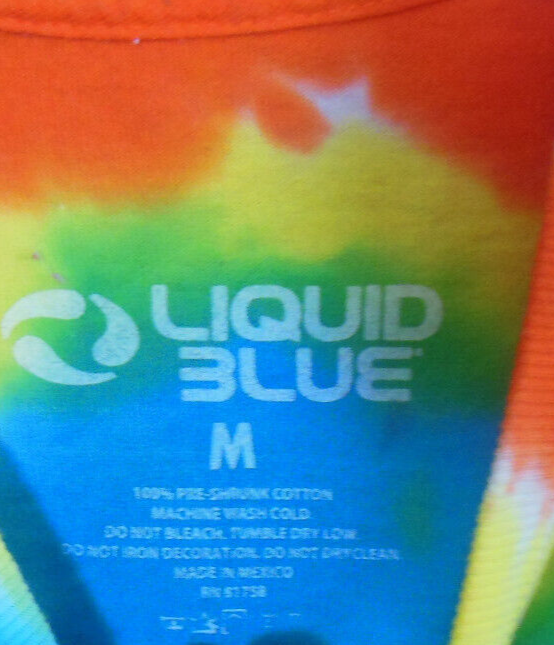 LIQUID
BLUE
M
100% PRE-SHRUNK COTTON
MACHINE WASH COLD.
DO NOT BLEACH. TUMBLE DRY LOW.
DO NOT IRON DECORATION. DO NOT DRYCLEAN.
MADE IN MEXICO
RN 91758